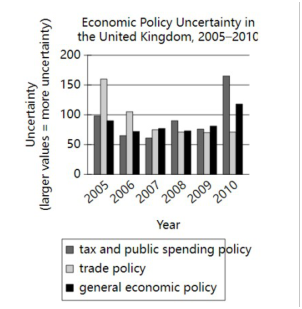 Economic Policy Uncertainty in
the United Kingdom, 2005–2010
Uncertainty
(larger values = more uncertainty)
200
150
100
50
0
2005
2006
2007
2008
2009
2010
Year
tax and public spending policy
trade policy
general economic policy